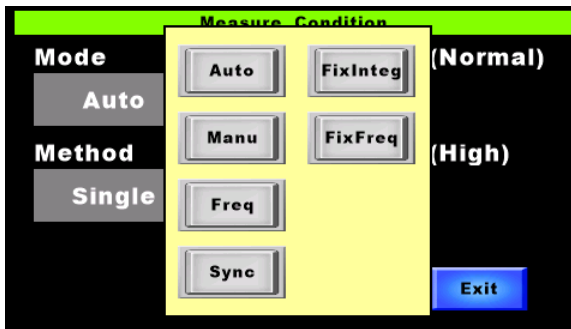 Measure Condition
Mode
(Normal)
Auto
Method
(High)
Single
Auto
FixInteg
Manu
FixFreq
Freq
Sync
Exit